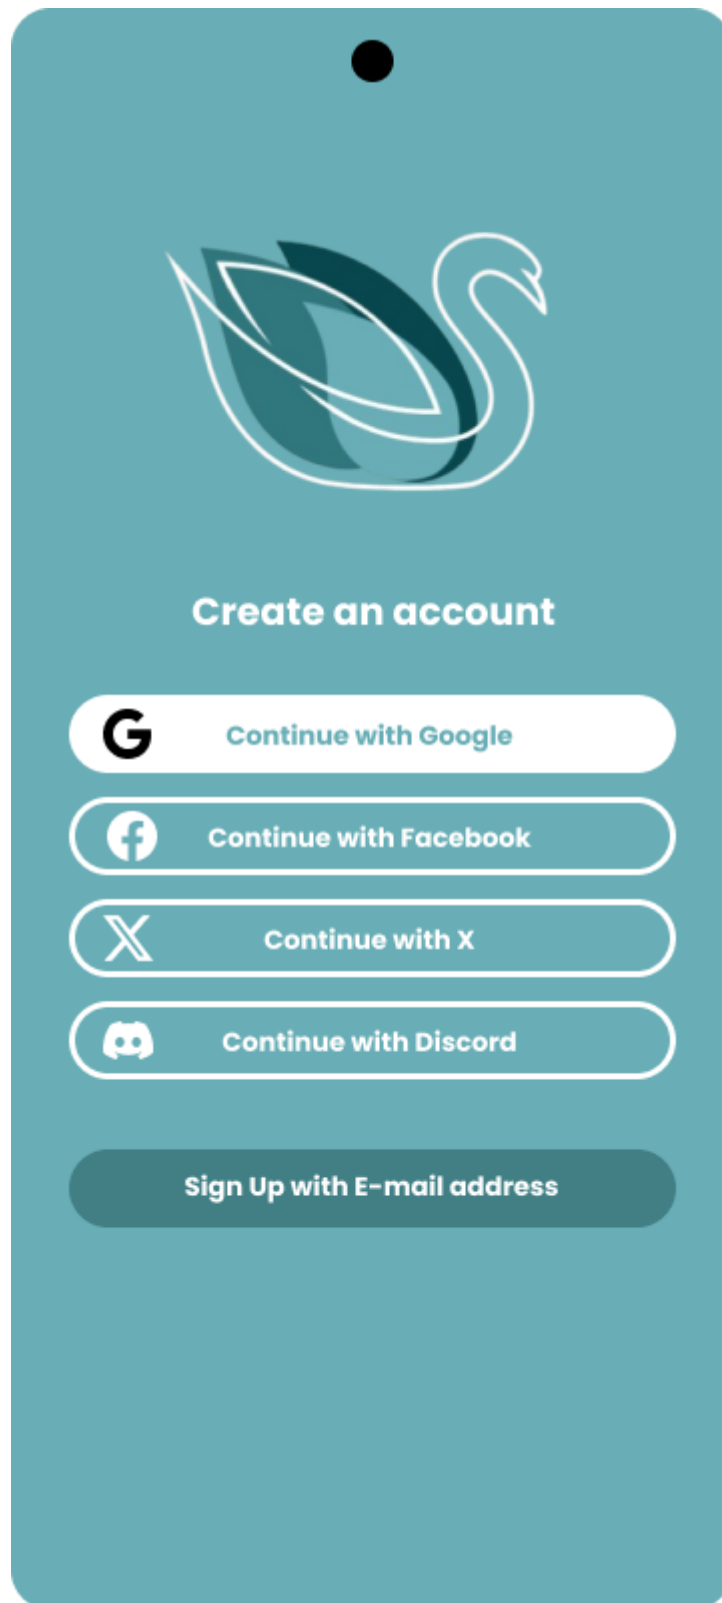 Create an account
Continue with Google
Continue with Facebook
Continue with X
Continue with Discord
Sign Up with E-mail address